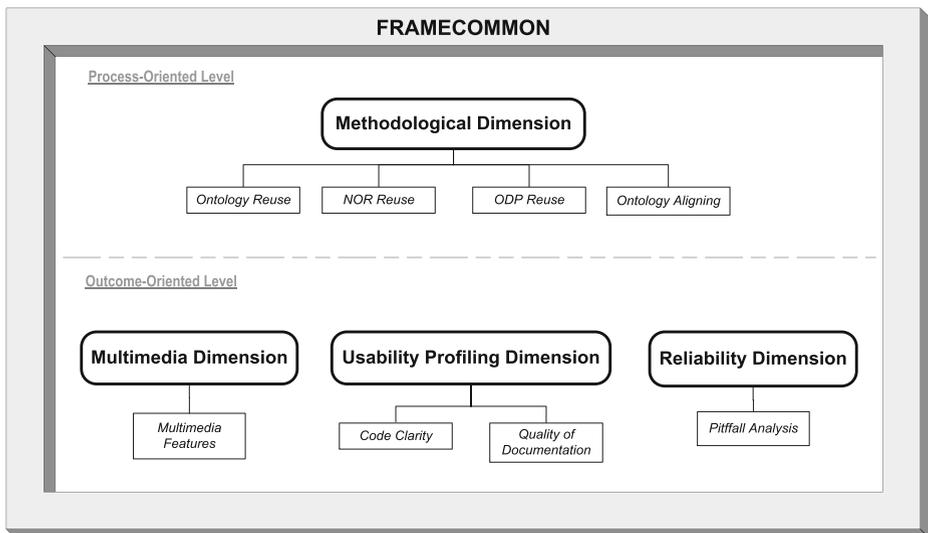 FRAMECOMMON
Process-Oriented Level
Methodological Dimension
Ontology Reuse
NOR Reuse
ODP Reuse
Ontology Aligning
Outcome-Oriented Level
Multimedia Dimension
Usability Profiling Dimension
Reliability Dimension
Multimedia
Features
Code Clarity
Quality of
Documentation
Pitffall Analysis